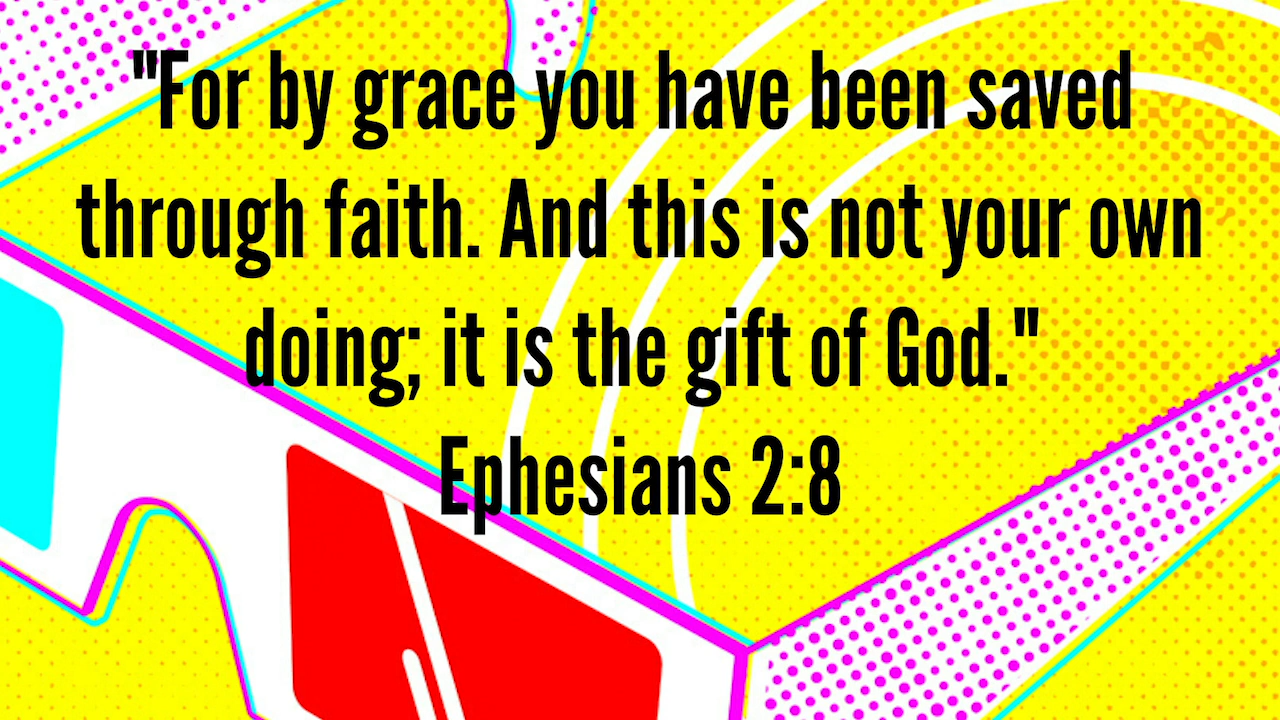 "For by grace you have been saved
through faith. And this is not your own
doing; it is the gift of God."
Ephesians 2:8